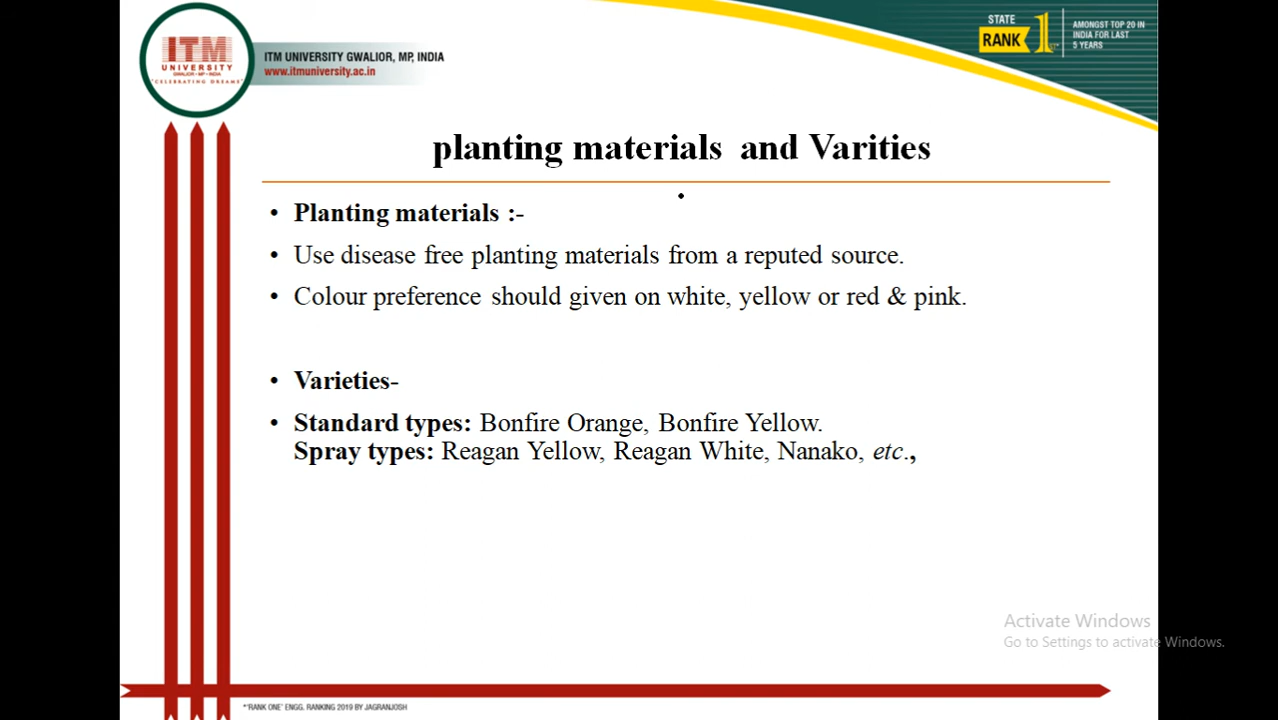 ITM
UNIVERSITY
GWALIOR • MP • INDIA
"CELEBRATING DREAMS"
ITM UNIVERSITY GWALIOR, MP, INDIA
www.itmuniversity.ac.in
STATE
RANK 1ST*
AMONGST TOP 20 IN
INDIA FOR LAST
5 YEARS
planting materials and Varities
•
• Planting materials :-
• Use disease free planting materials from a reputed source.
• Colour preference should given on white, yellow or red & pink.
• Varieties-
• Standard types: Bonfire Orange, Bonfire Yellow.
Spray types: Reagan Yellow, Reagan White, Nanako, etc.,
Activate Windows
Go to Settings to activate Windows.
*'RANK ONE' ENGG. RANKING 2019 BY JAGRANJOSH